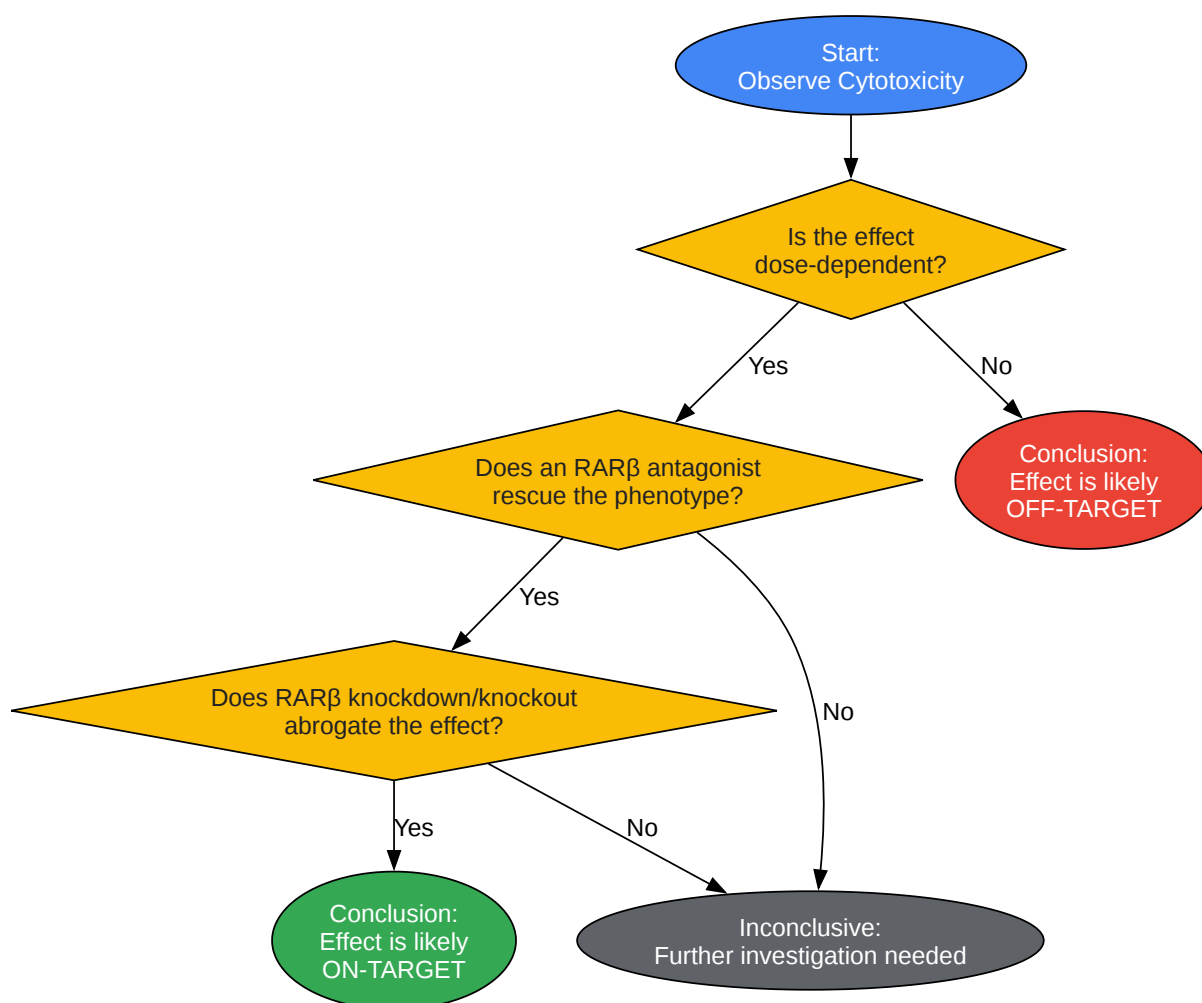 Start:
Observe Cytotoxicity
Is the effect
dose-dependent?
Yes
No
Does an RARβ antagonist
rescue the phenotype?
Conclusion:
Effect is likely
OFF-TARGET
Yes
No
Does RARβ knockdown/knockout
abrogate the effect?
Yes
No
Conclusion:
Effect is likely
ON-TARGET
Inconclusive:
Further investigation needed